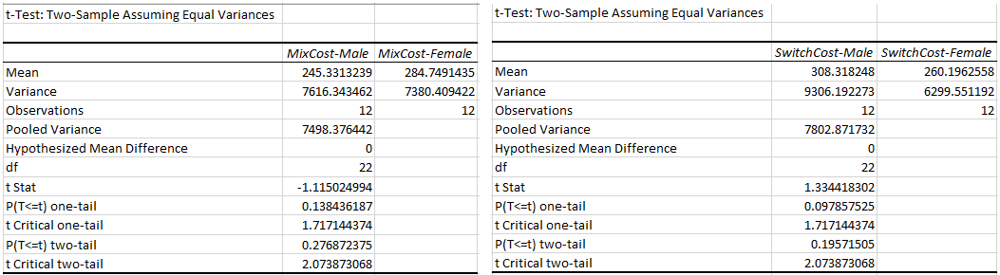 t-Test: Two-Sample Assuming Equal Variances
MixCost-Male MixCost-Female
Mean 245.3313239 284.7491435
Variance 7616.343462 7380.409422
Observations 12 12
Pooled Variance 7498.376442
Hypothesized Mean Difference 0
df 22
t Stat -1.115024994
P(T<=t) one-tail 0.138436187
t Critical one-tail 1.717144374
P(T<=t) two-tail 0.276872375
t Critical two-tail 2.073873068
t-Test: Two-Sample Assuming Equal Variances
SwitchCost-Male SwitchCost-Female
Mean 308.318248 260.1962558
Variance 9306.192273 6299.551192
Observations 12 12
Pooled Variance 7802.871732
Hypothesized Mean Difference 0
df 22
t Stat 1.334418302
P(T<=t) one-tail 0.097857525
t Critical one-tail 1.717144374
P(T<=t) two-tail 0.19571505
t Critical two-tail 2.073873068